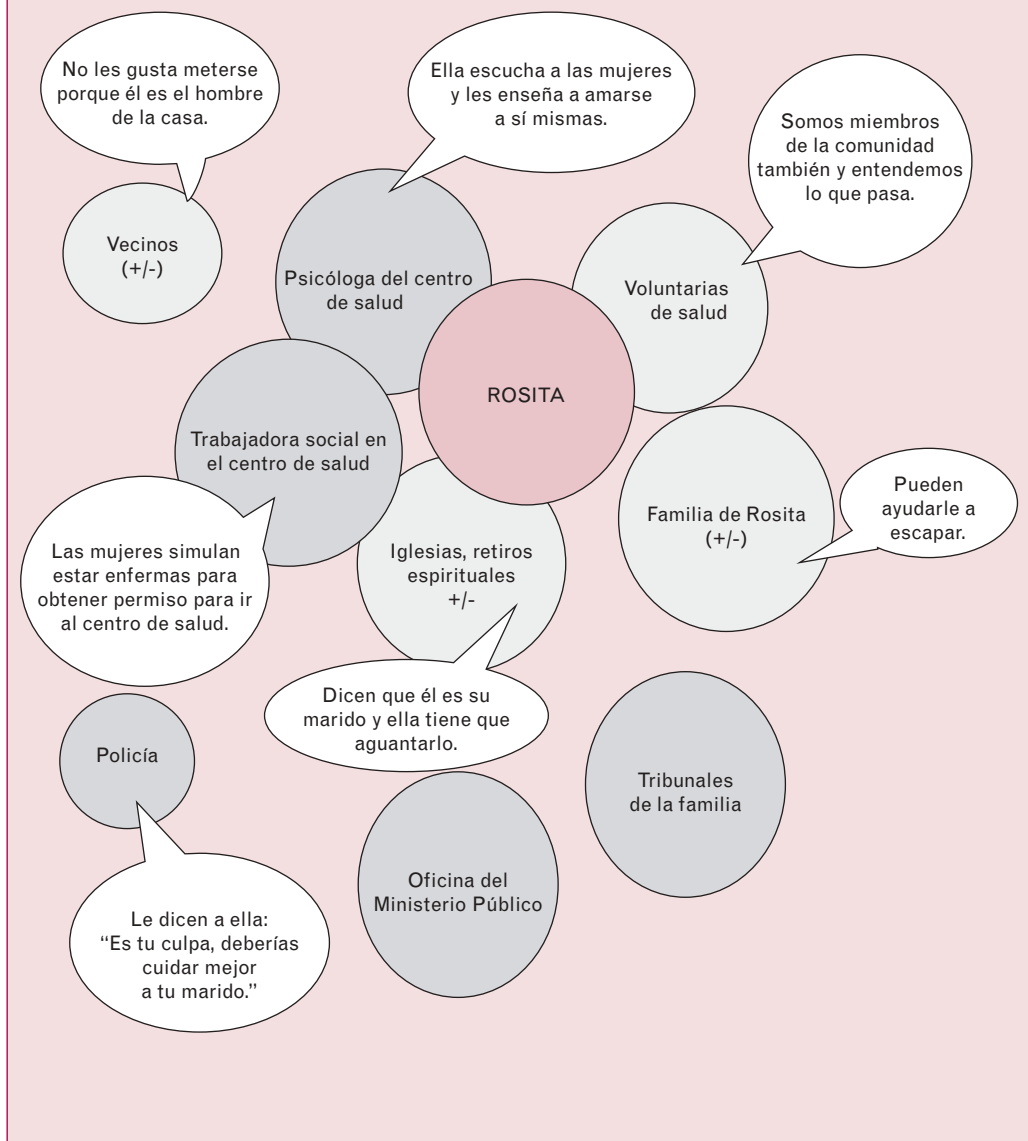 No les gusta meterse
porque él es el hombre
de la casa.
Ella escucha a las mujeres
y les enseña a amarse
a sí mismas.
Somos miembros
de la comunidad
también y entendemos
lo que pasa.
Vecinos
(+/-)
Psicóloga del centro
de salud
Voluntarias
de salud
ROSITA
Trabajadora social en
el centro de salud
Familia de Rosita
(+/-)
Pueden
ayudarle a
escapar.
Las mujeres simulan
estar enfermas para
obtener permiso para ir
al centro de salud.
Iglesias, retiros
espirituales
+/-
Dicen que él es su
marido y ella tiene que
aguantarlo.
Policía
Tribunales
de la familia
Oficina del
Ministerio Público
Le dicen a ella:
“Es tu culpa, deberías
cuidar mejor
a tu marido.”